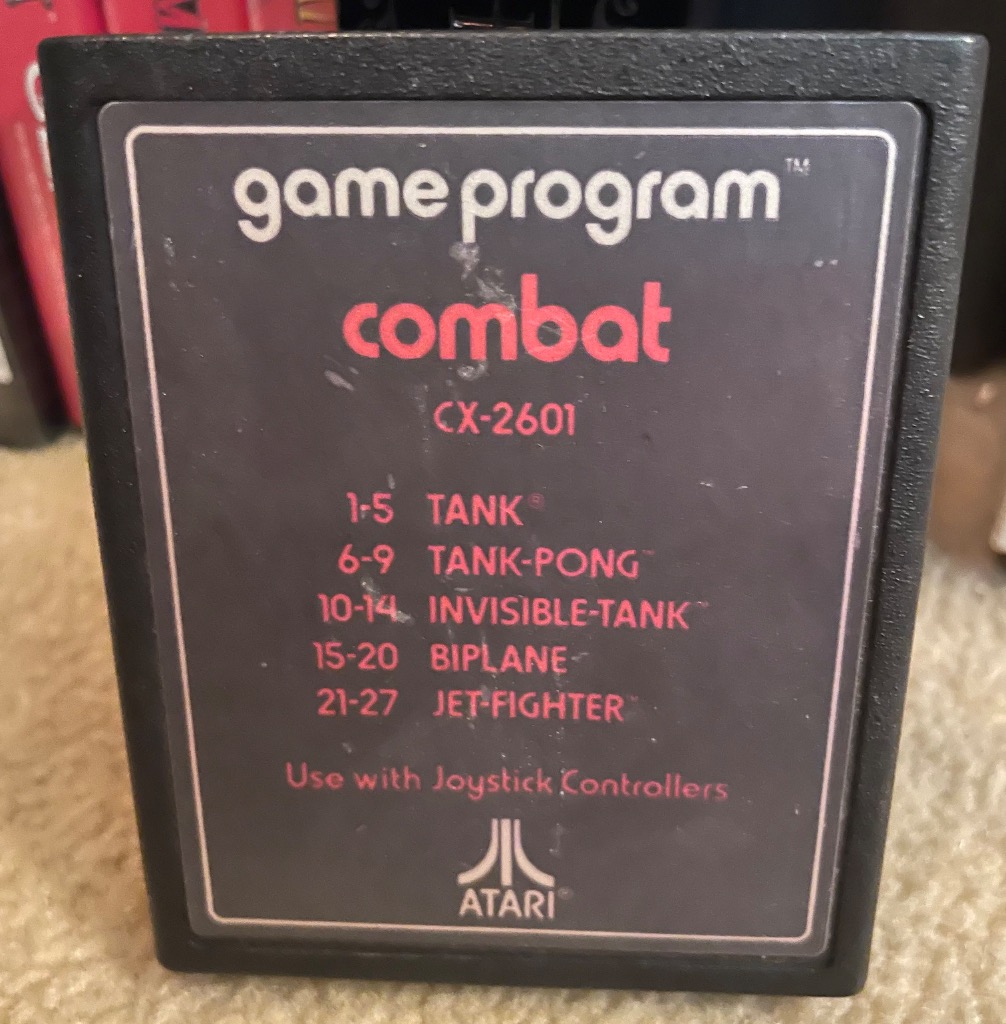 game program™
combat
CX-2601
1-5 TANK®
6-9 TANK-PONG™
10-14 INVISIBLE-TANK™
15-20 BIPLANE
21-27 JET-FIGHTER™
Use with Joystick Controllers
ATARI®